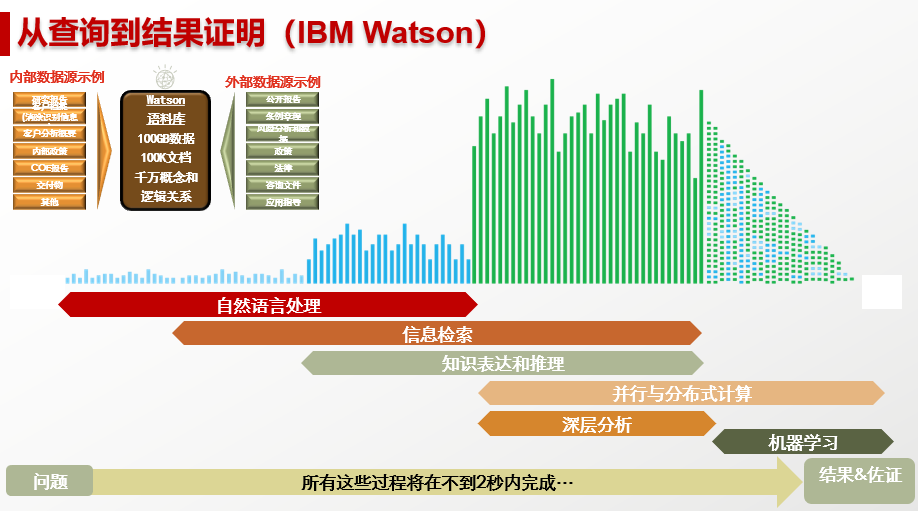 从查询到结果证明（IBM Watson）
内部数据源示例
外部数据源示例
客户分析概要
内部政策
COE报告
交付物
其他
Watson
语料库
100GB数据
100K文档
千万概念和
逻辑关系
公开报告
条例章程
政策
法律
咨询文件
应用指导
自然语言处理
信息检索
知识表达和推理
并行与分布式计算
深层分析
机器学习
问题
所有这些过程将在不到2秒内完成…
结果&佐证